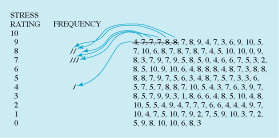 STRESS
RATING FREQUENCY
10
9 4, 7, 7, 7, 8, 8, 7, 8, 9, 4, 7, 3, 6, 9, 10, 5,
8 // 7, 10, 6, 8, 7, 8, 7, 8, 7, 4, 5, 10, 10, 0, 9,
7 /// 8, 3, 7, 9, 7, 9, 5, 8, 5, 0, 4, 6, 6, 7, 5, 3, 2,
6 8, 5, 10, 9, 10, 6, 4, 8, 8, 8, 4, 8, 7, 3, 8, 8,
5 8, 8, 7, 9, 7, 5, 6, 3, 4, 8, 7, 5, 7, 3, 3, 6,
4 / 5, 7, 5, 7, 8, 8, 7, 10, 5, 4, 3, 7, 6, 3, 9, 7,
3 8, 5, 7, 9, 9, 3, 1, 8, 6, 6, 4, 8, 5, 10, 4, 8,
2 10, 5, 5, 4, 9, 4, 7, 7, 7, 6, 6, 4, 4, 4, 9, 7,
1 10, 4, 7, 5, 10, 7, 9, 2, 7, 5, 9, 10, 3, 7, 2,
0 5, 9, 8, 10, 10, 6, 8, 3